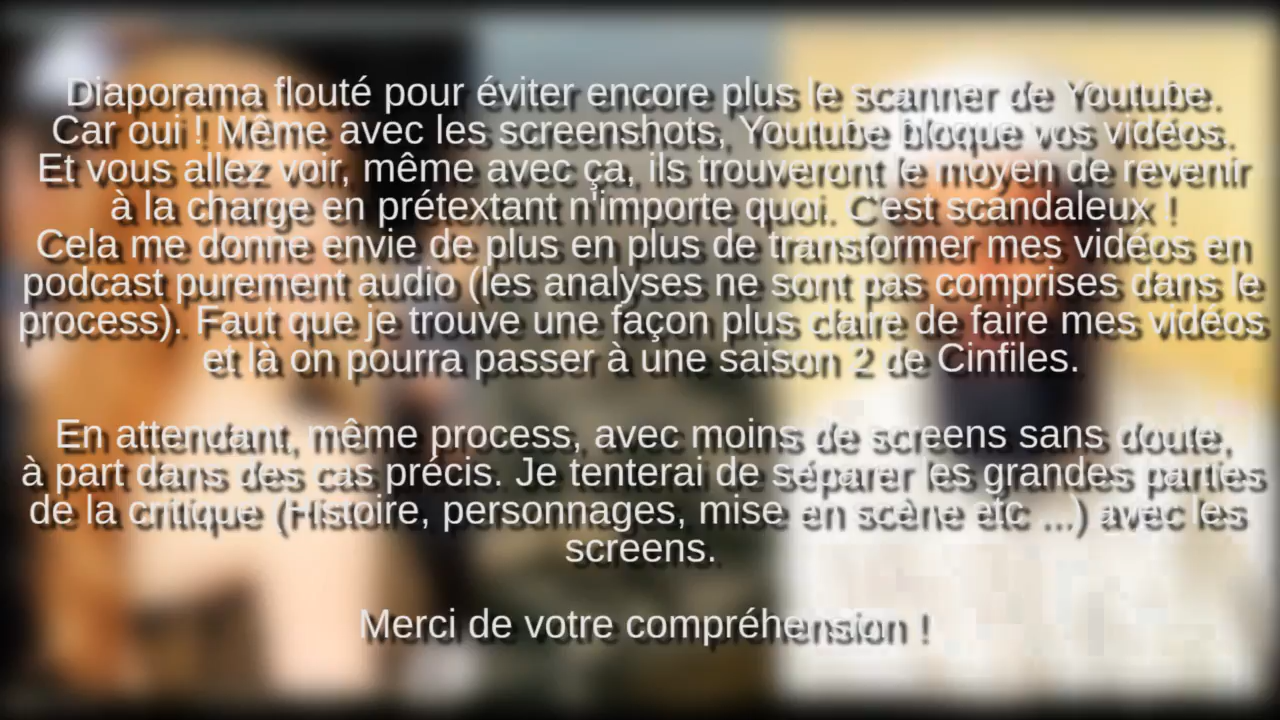 Diaporama flouté pour éviter encore plus le scanner de Youtube.
Car oui ! Même avec les screenshots, Youtube bloque vos vidéos.
Et vous allez voir, même avec ça, ils trouveront le moyen de revenir
à la charge en prétextant n'importe quoi. C'est scandaleux !
Cela me donne envie de plus en plus de transformer mes vidéos en
podcast purement audio (les analyses ne sont pas comprises dans le
process). Faut que je trouve une façon plus claire de faire mes vidéos
et là on pourra passer à une saison 2 de Cinfiles.
En attendant, même process, avec moins de screens sans doute,
à part dans des cas précis. Je tenterai de séparer les grandes parties
de la critique (Histoire, personnages, mise en scène etc ...) avec les
screens.
Merci de votre compréhension !